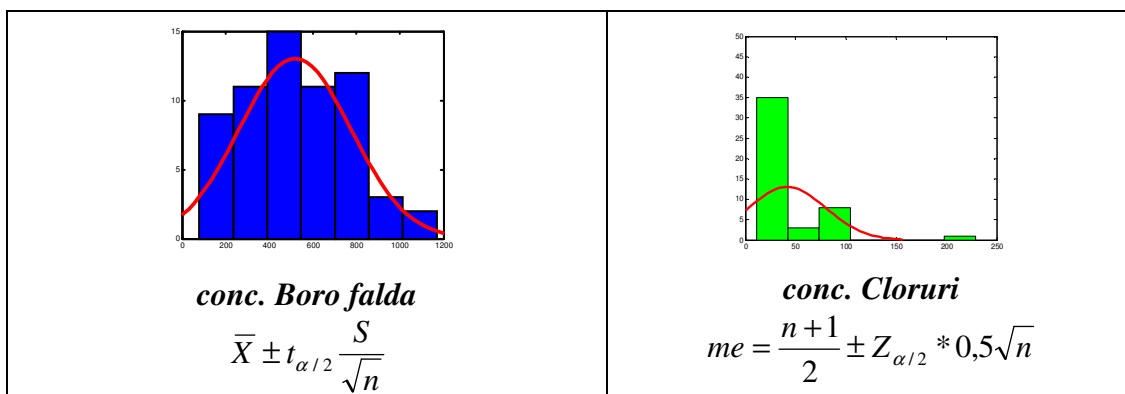 15
10
5
0
0 200 400 600 800 1000 1200
conc. Boro falda
X̅ ± t α/2 S/√n
50
45
40
35
30
25
20
15
10
5
0
0 50 100 150 200 250
conc. Cloruri
me = n+1/2 ± Z α/2 * 0,5√n